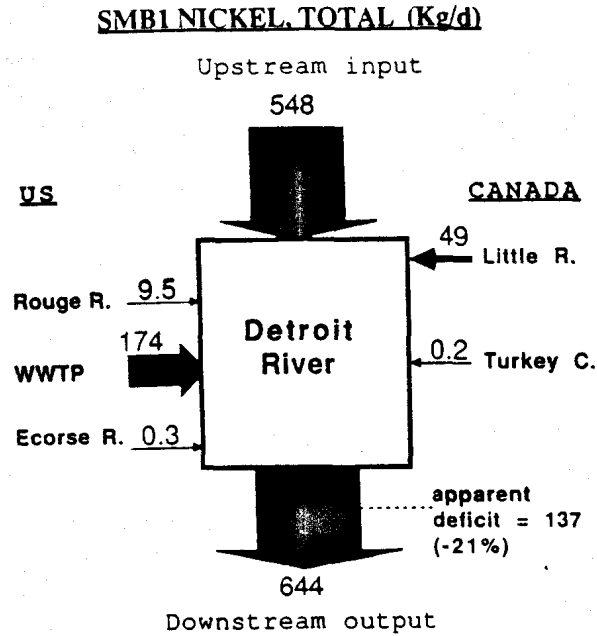 SMB1 NICKEL, TOTAL (Kg/d)
Upstream input
548
US
CANADA
49
Little R.
Rouge R. 9.5
174
WWTP
Detroit
River
0.2 Turkey C.
Ecorse R. 0.3
apparent
deficit = 137
(-21%)
644
Downstream output